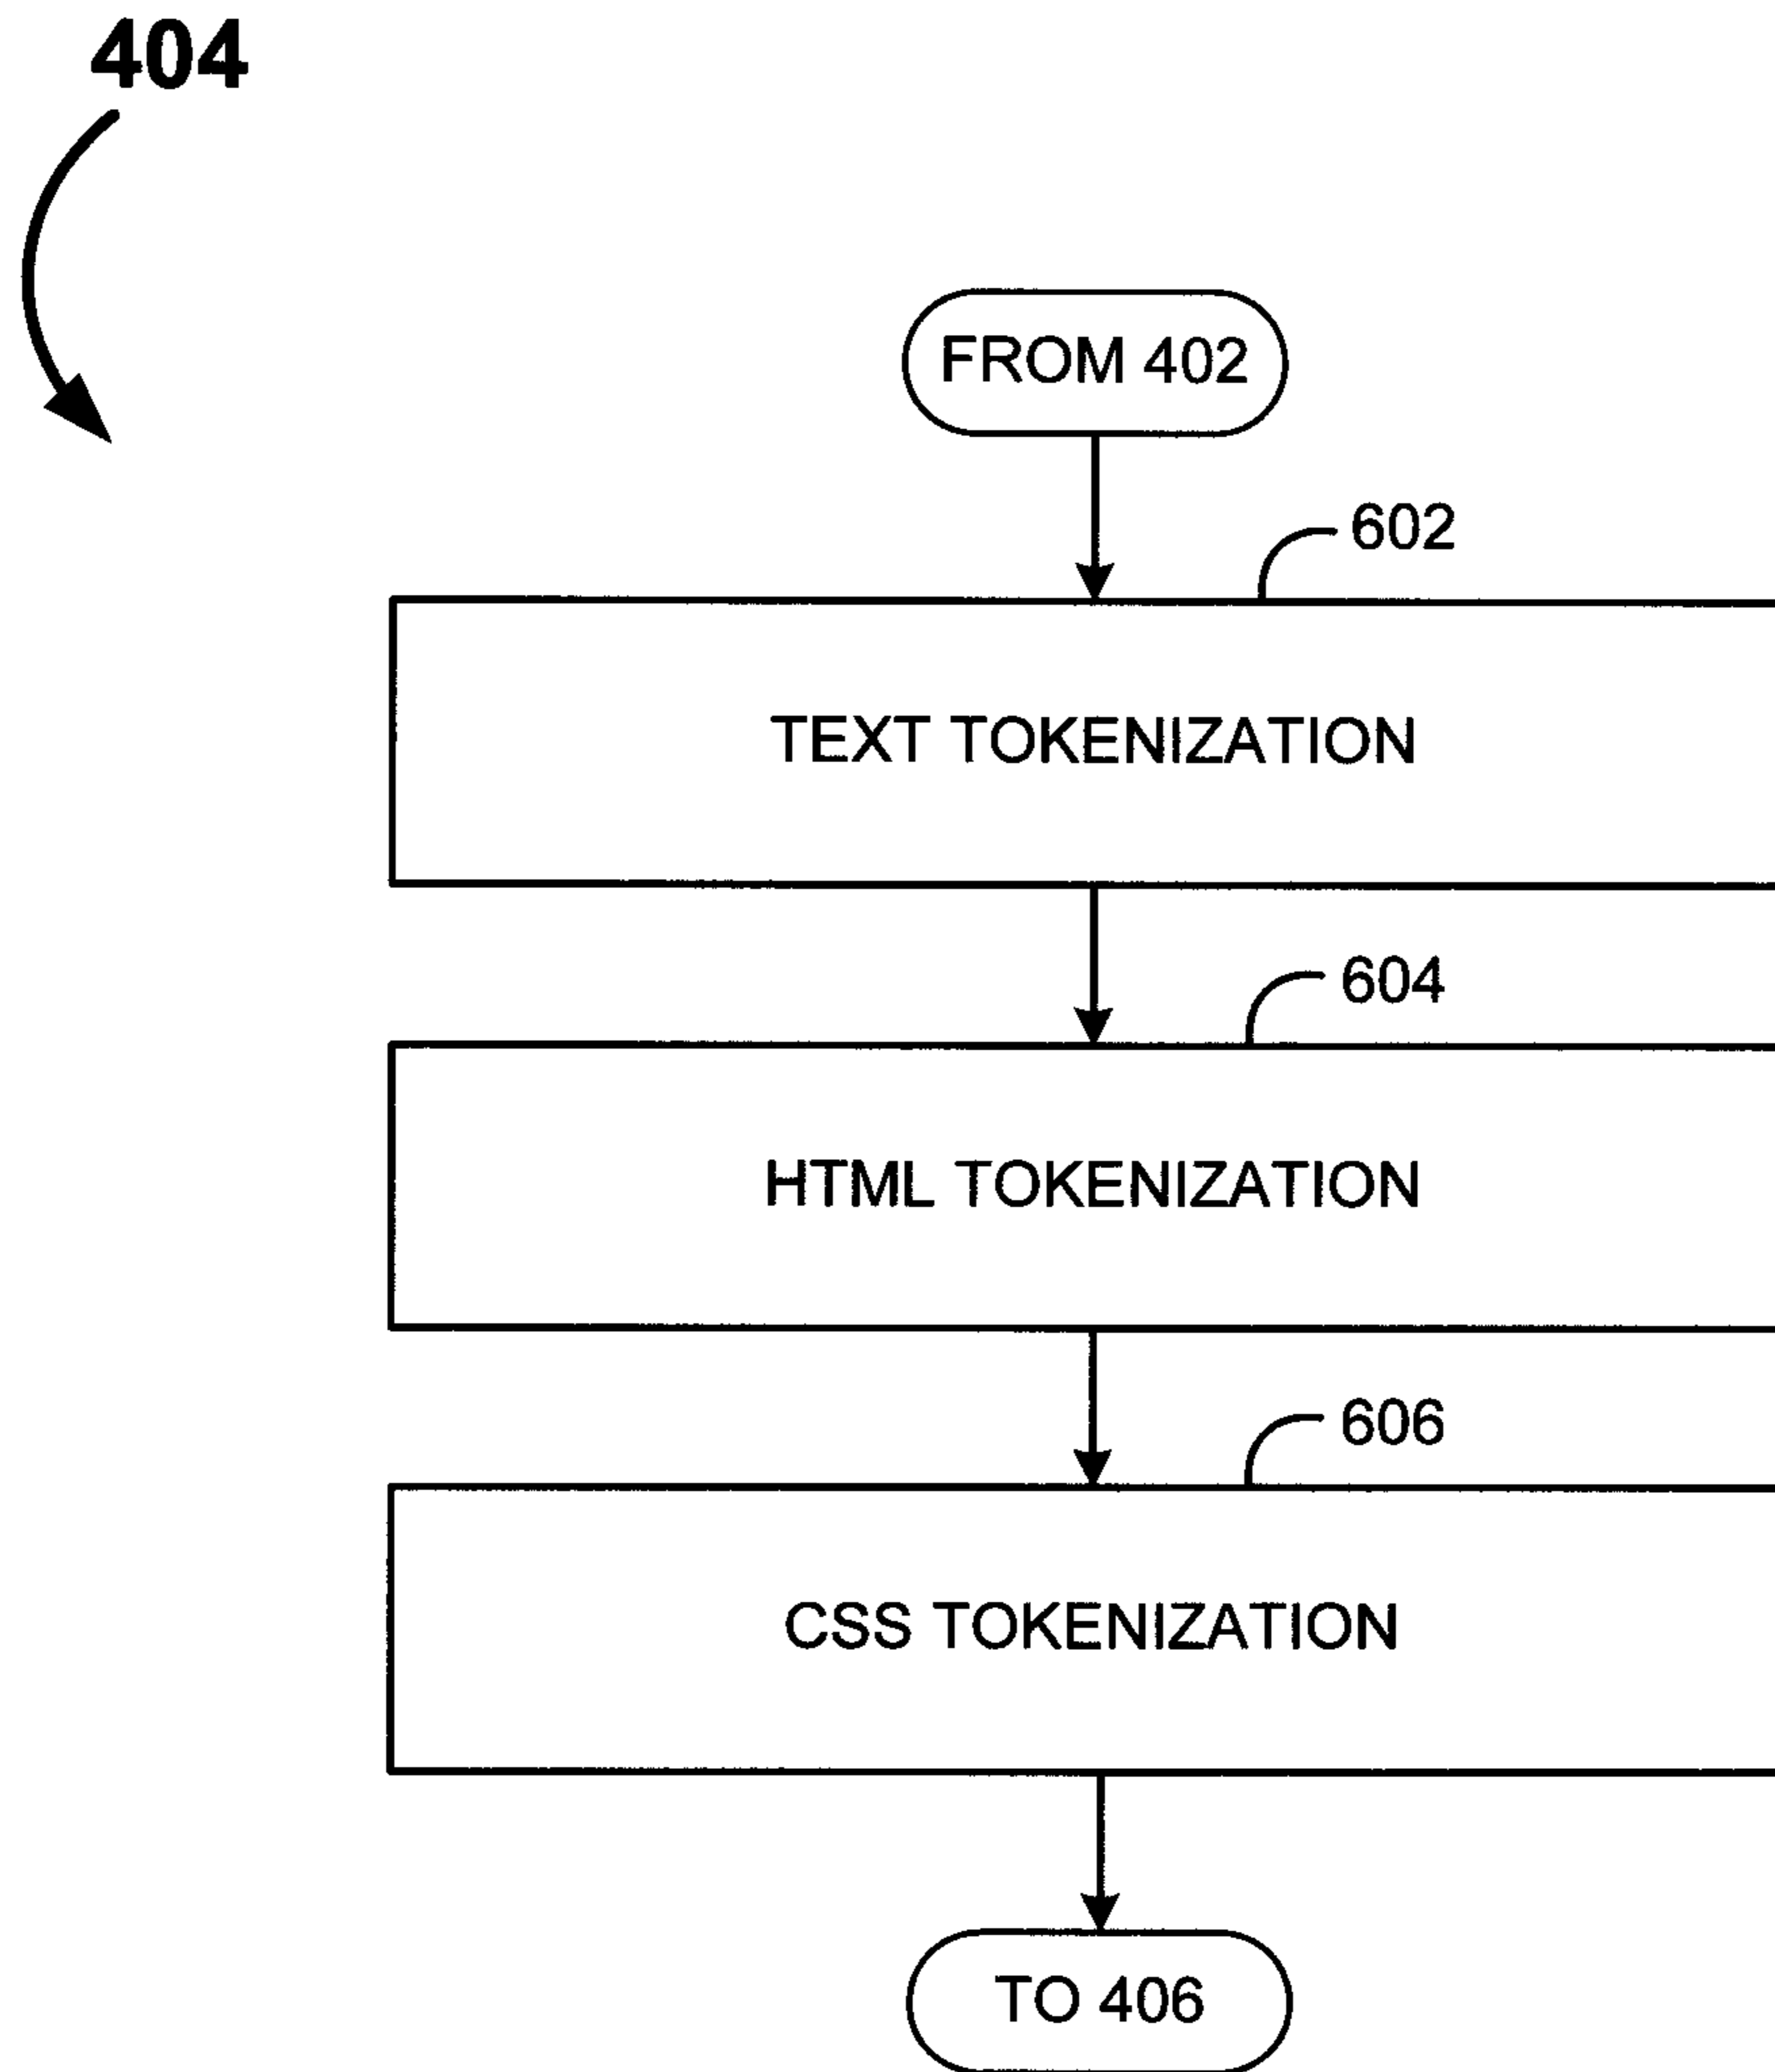 404
FROM 402
602
TEXT TOKENIZATION
604
HTML TOKENIZATION
606
CSS TOKENIZATION
TO 406